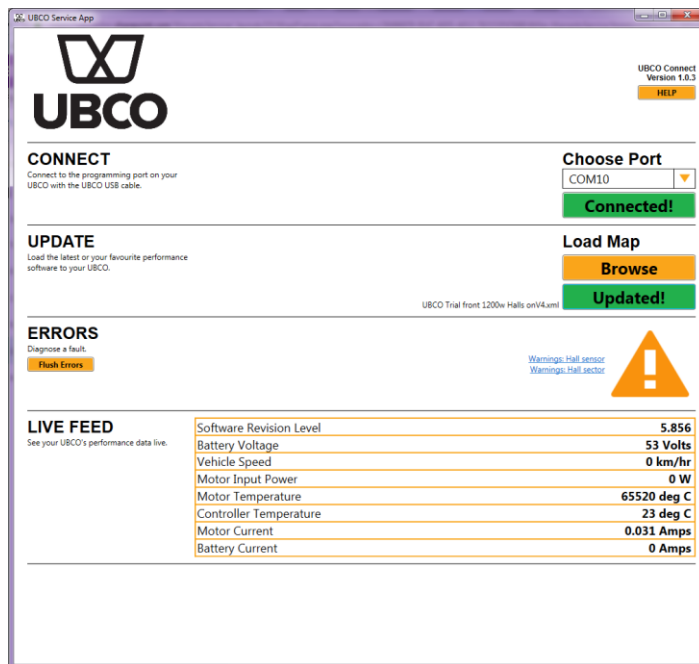 UBCO Service App
UBCO
UBCO Connect
Version 1.0.3
HELP
CONNECT
Connect to the programming port on your
UBCO with the UBCO USB cable.
Choose Port
COM10
Connected!
UPDATE
Load the latest or your favourite performance
software to your UBCO.
Load Map
Browse
UBCO Trial front 1200w Halls onV4.xml
Updated!
ERRORS
Diagnose a fault.
Flush Errors
Warnings: Hall sensor
Warnings: Hall sector
LIVE FEED
See your UBCO's performance data live.
Software Revision Level 5.856
Battery Voltage 53 Volts
Vehicle Speed 0 km/hr
Motor Input Power 0 W
Motor Temperature 65520 deg C
Controller Temperature 23 deg C
Motor Current 0.031 Amps
Battery Current 0 Amps